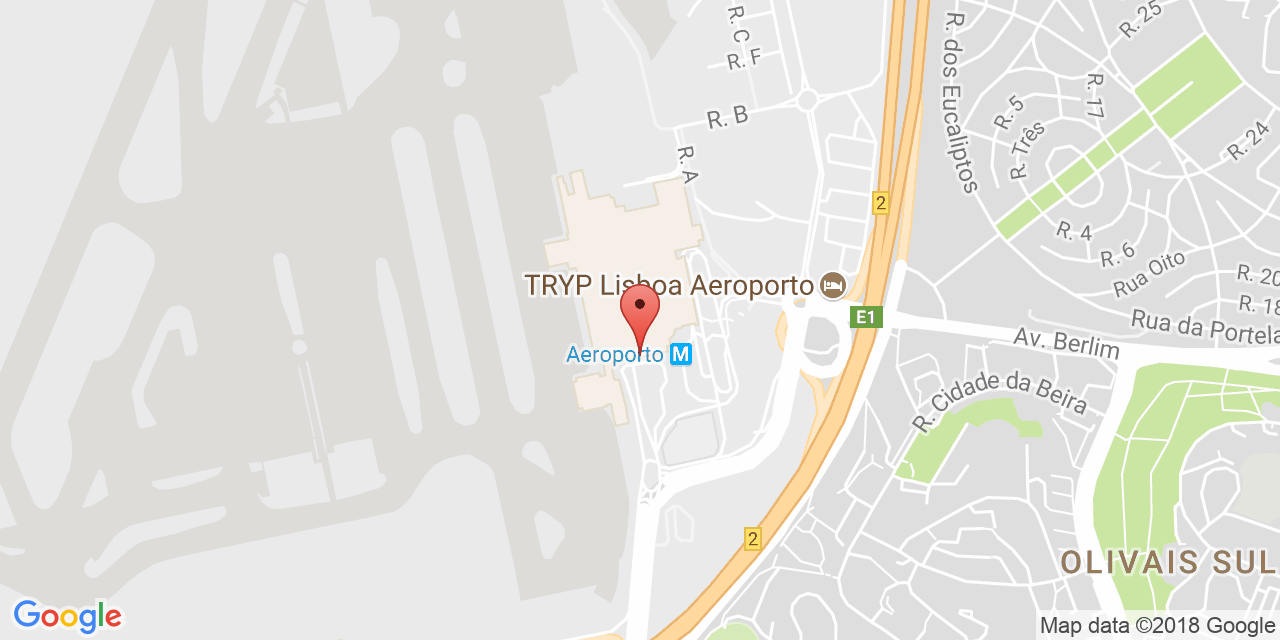 R. C
R. F
R. B
R. A
R. dos Eucaliptos
R. 25
R. 17
R. 5
R. Três
R. 24
2
R. 4
R. 6
Rua Oito
R. 20
R. 18
TRYP Lisboa Aeroporto
E1
Rua da Portela
Av. Berlim
Aeroporto M
R. Cidade da Beira
2
OLIVAIS SUL
Google
Map data ©2018 Google